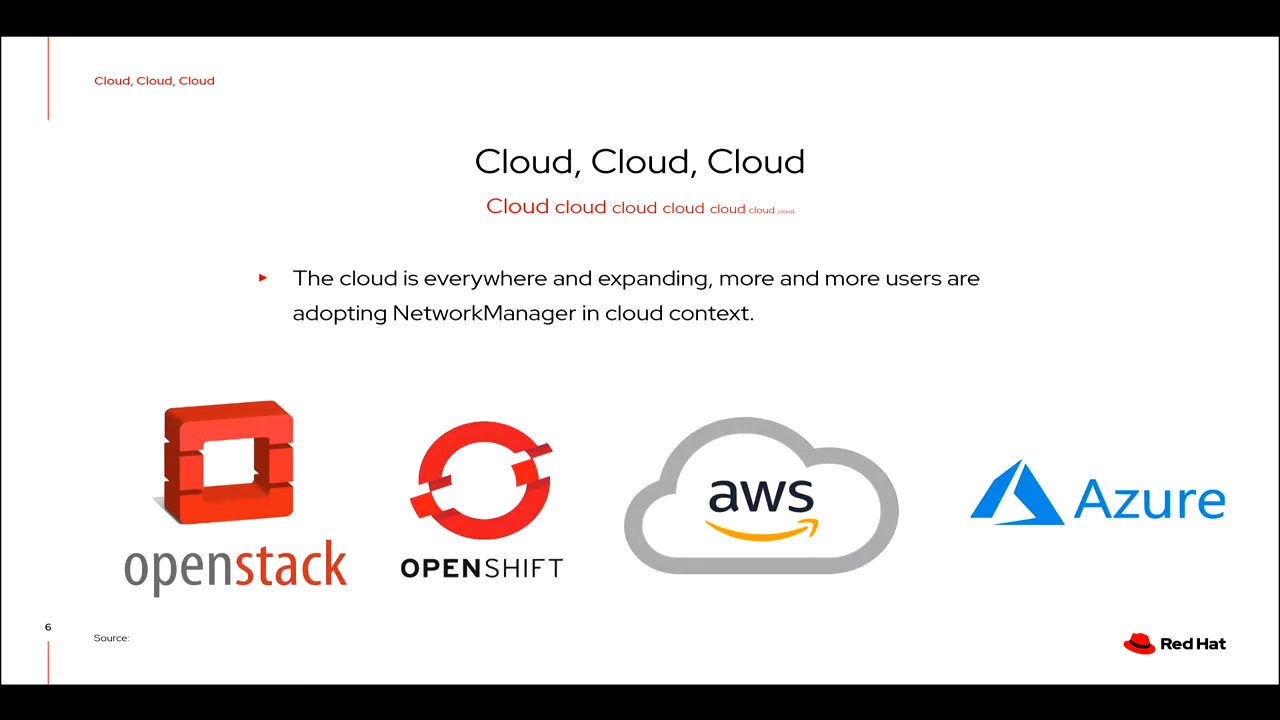 Cloud, Cloud, Cloud
Cloud, Cloud, Cloud
Cloud cloud cloud cloud cloud cloud cloud
▸ The cloud is everywhere and expanding, more and more users are
adopting NetworkManager in cloud context.
openstack
OPENSHIFT
aws
Azure
6
Source:
Red Hat